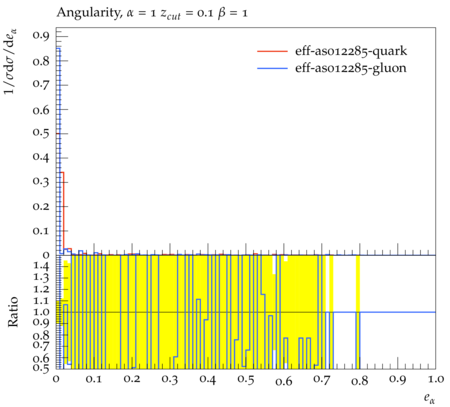 Angularity, α = 1 z_cut = 0.1 β = 1
1/σdσ/de_α
0.9
0.8
0.7
0.6
0.5
0.4
0.3
0.2
0.1
0
eff-as012285-quark
eff-as012285-gluon
Ratio
1.4
1.3
1.2
1.1
1.0
0.9
0.8
0.7
0.6
0.5
0 0.1 0.2 0.3 0.4 0.5 0.6 0.7 0.8 0.9 1.0
e_α